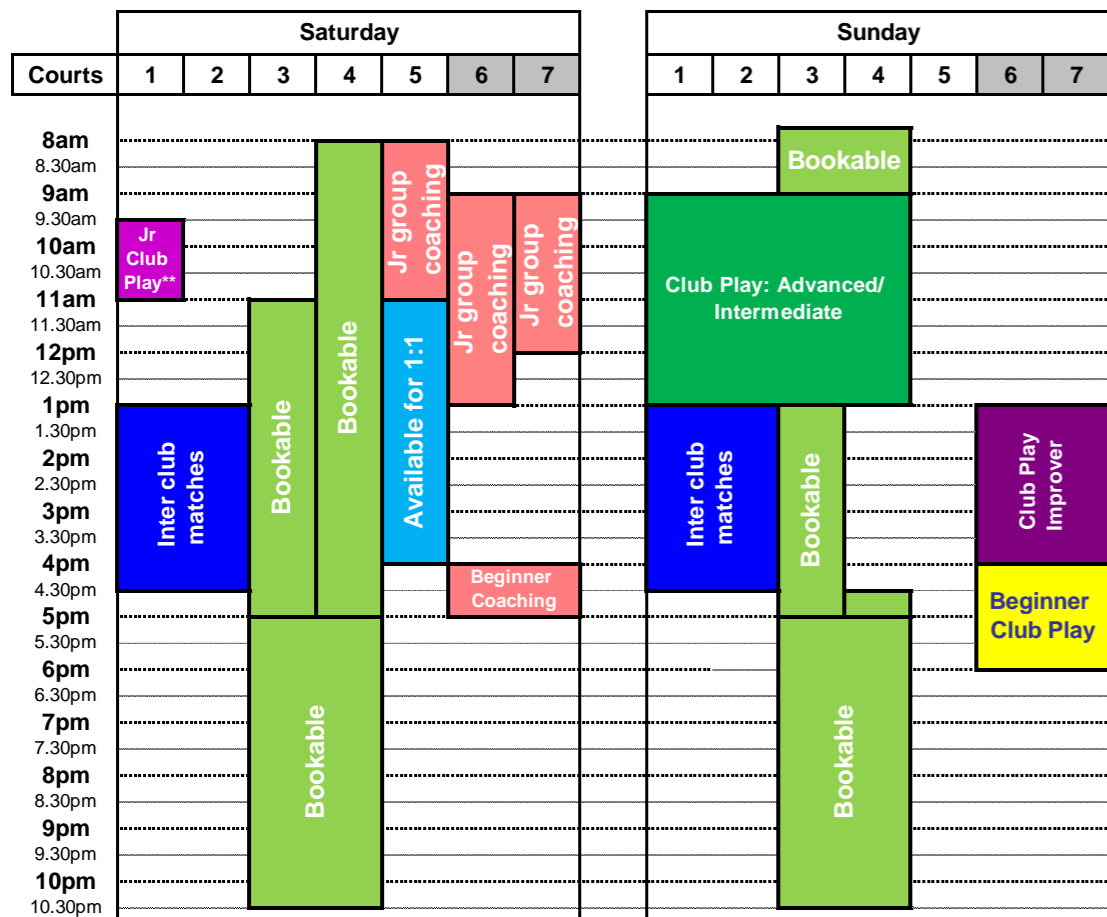 Saturday
Sunday
Courts 1 2 3 4 5 6 7 1 2 3 4 5 6 7
8am
8.30am
9am
9.30am
10am
10.30am
11am
11.30am
12pm
12.30pm
1pm
1.30pm
2pm
2.30pm
3pm
3.30pm
4pm
4.30pm
5pm
5.30pm
6pm
6.30pm
7pm
7.30pm
8pm
8.30pm
9pm
9.30pm
10pm
10.30pm
Jr
Club
Play**
Inter club
matches
Bookable
Bookable
Jr group
coaching
Available for 1:1
Jr group
coaching
Jr group
coaching
Beginner
Coaching
Bookable
Bookable
Club Play: Advanced/
Intermediate
Inter club
matches
Bookable
Club Play
Improver
Beginner
Club Play
Bookable